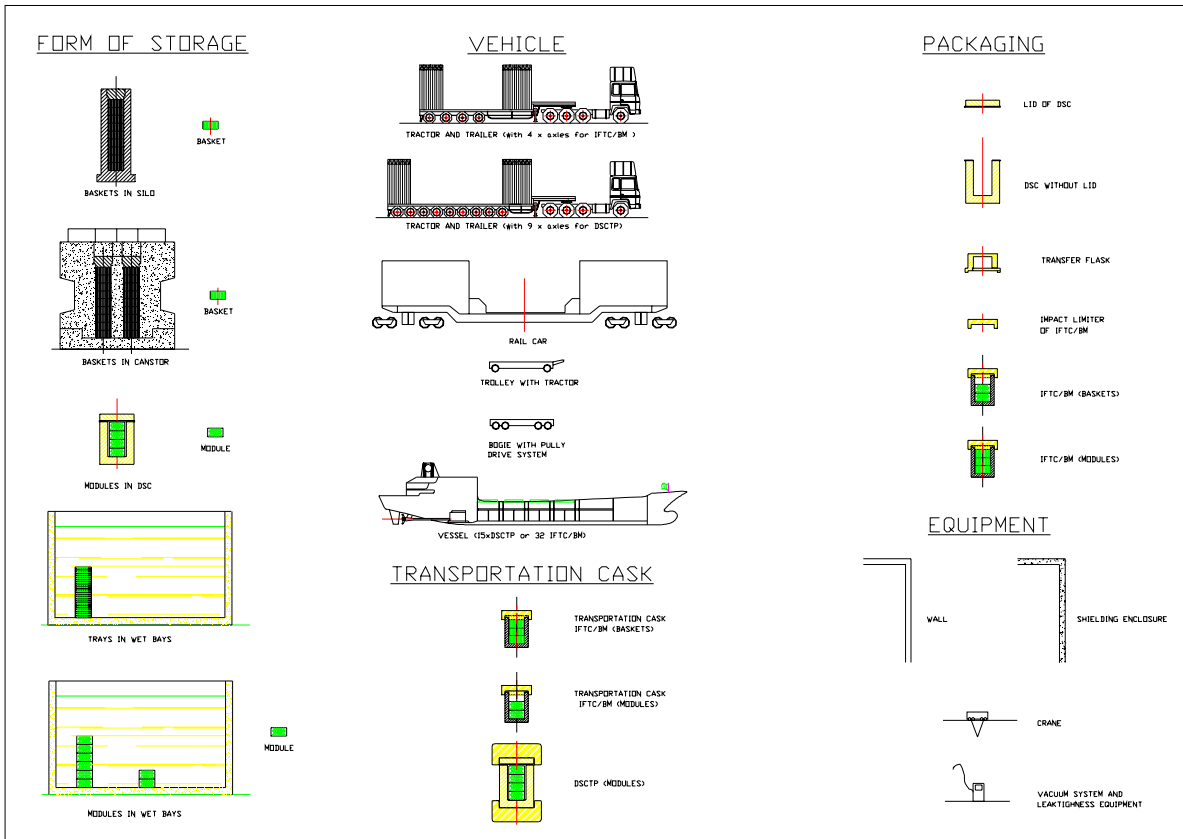 FORM OF STORAGE
BASKET
BASKETS IN SILO
BASKET
BASKETS IN CANSTOR
MODULE
MODULES IN DSC
TRAYS IN WET BAYS
MODULE
MODULES IN WET BAYS
VEHICLE
TRACTOR AND TRAILER (With 4 x axles for IFTC/BM )
TRACTOR AND TRAILER (With 9 x axles for DSCTP)
RAIL CAR
TROLLEY WITH TRACTOR
BOGIE WITH PULLY
DRIVE SYSTEM
VESSEL (15xDSCTP or 32 IFTC/BM)
TRANSPORTATION CASK
TRANSPORTATION CASK
IFTC/BM (BASKETS)
TRANSPORTATION CASK
IFTC/BM (MODULES)
DSCTP (MODULES)
PACKAGING
LID OF DSC
DSC WITHOUT LID
TRANSFER FLASK
IMPACT LIMITER
OF IFTC/BM
IFTC/BM (BASKETS)
IFTC/BM (MODULES)
EQUIPMENT
WALL
SHIELDING ENCLOSURE
CRANE
VACUUM SYSTEM AND
LEAKTIGHNESS EQUIPMENT